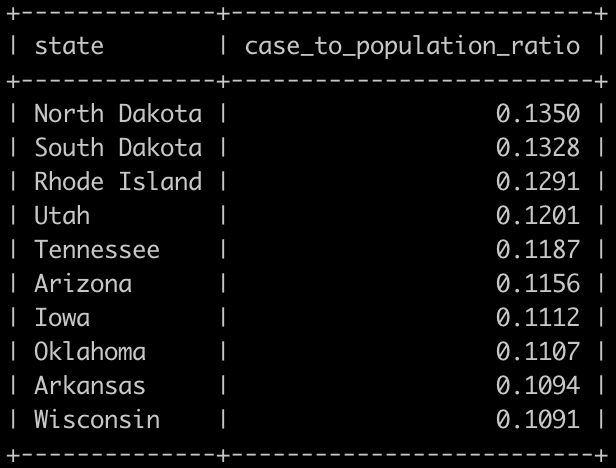 +---------------+--------------------------+
| state         | case_to_population_ratio |
+---------------+--------------------------+
| North Dakota  |                   0.1350 |
| South Dakota  |                   0.1328 |
| Rhode Island  |                   0.1291 |
| Utah          |                   0.1201 |
| Tennessee     |                   0.1187 |
| Arizona       |                   0.1156 |
| Iowa          |                   0.1112 |
| Oklahoma      |                   0.1107 |
| Arkansas      |                   0.1094 |
| Wisconsin     |                   0.1091 |
+---------------+--------------------------+